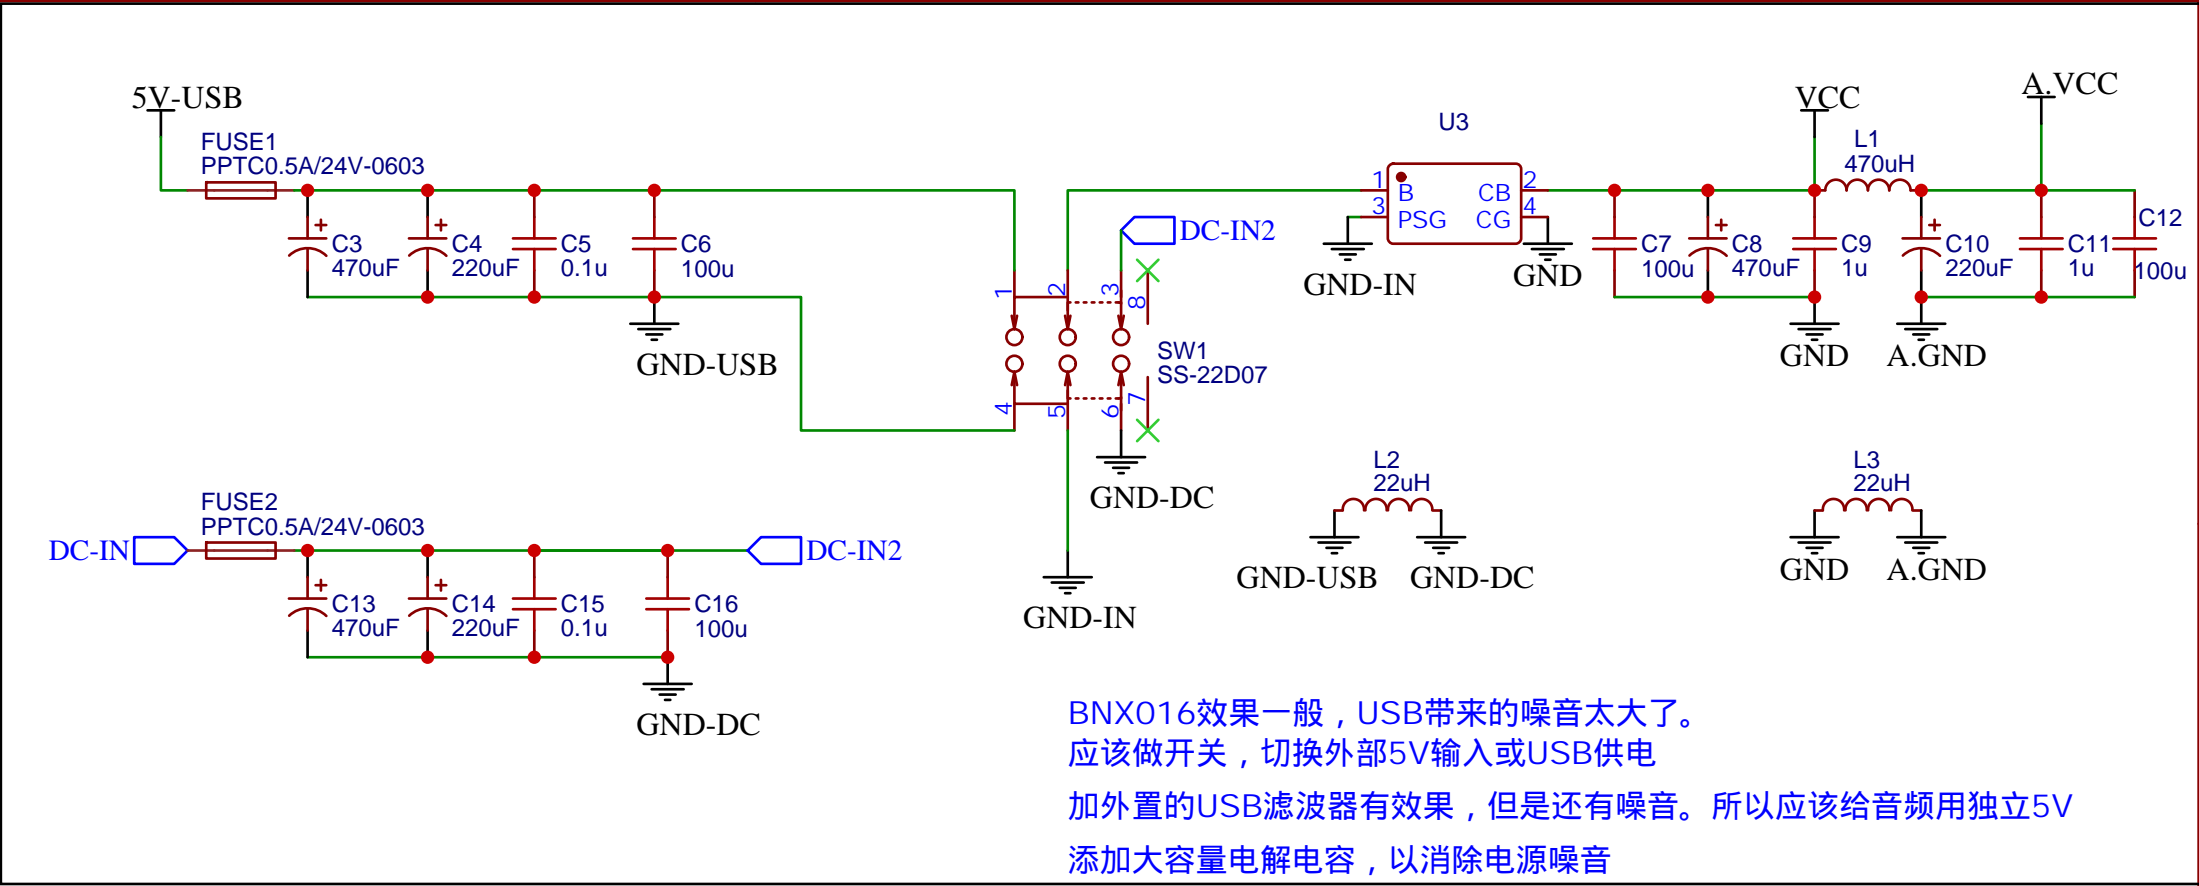 5V-USB
FUSE1
PPTC0.5A/24V-0603
C3
470uF
C4
220uF
C5
0.1u
C6
100u
GND-USB
1
2
3
8
4
5
6
7
DC-IN2
SW1
SS-22D07
GND-DC
GND-IN
U3
1
B
3
PSG
CB
2
CG
4
GND-IN
GND
VCC
L1
470uH
A.VCC
C7
100u
C8
470uF
C9
1u
C10
220uF
C11
1u
C12
100u
GND
A.GND
FUSE2
PPTC0.5A/24V-0603
DC-IN
DC-IN2
C13
470uF
C14
220uF
C15
0.1u
C16
100u
GND-DC
L2
22uH
GND-USB
GND-DC
L3
22uH
GND
A.GND
BNX016效果一般，USB带来的噪音太大了。
应该做开关，切换外部5V输入或USB供电
加外置的USB滤波器有效果，但是还有噪音。所以应该给音频用独立5V
添加大容量电解电容，以消除电源噪音